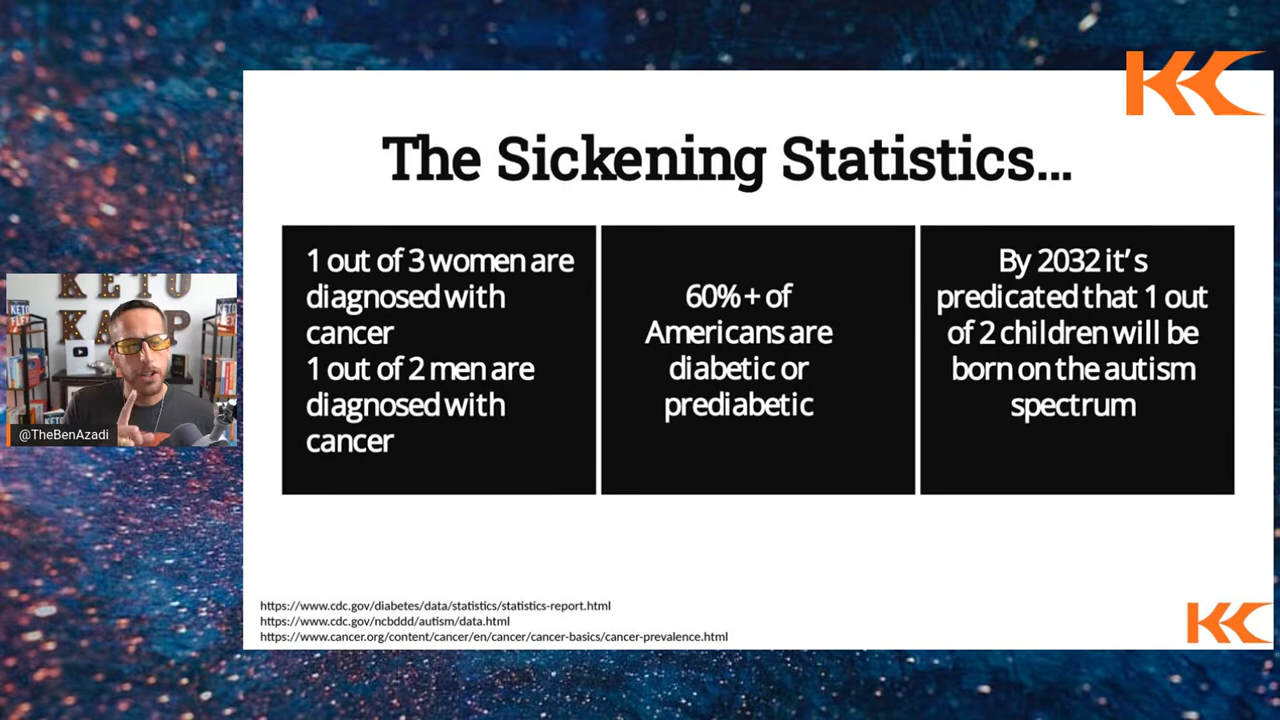 The Sickening Statistics...
1 out of 3 women are
diagnosed with
cancer
1 out of 2 men are
diagnosed with
cancer
60%+ of
Americans are
diabetic or
prediabetic
By 2032 it's
predicated that 1 out
of 2 children will be
born on the autism
spectrum
https://www.cdc.gov/diabetes/data/statistics/statistics-report.html
https://www.cdc.gov/ncbddd/autism/data.html
https://www.cancer.org/content/cancer/en/cancer/cancer-basics/cancer-prevalence.html
KETO
@TheBenAzadi
KC
KC